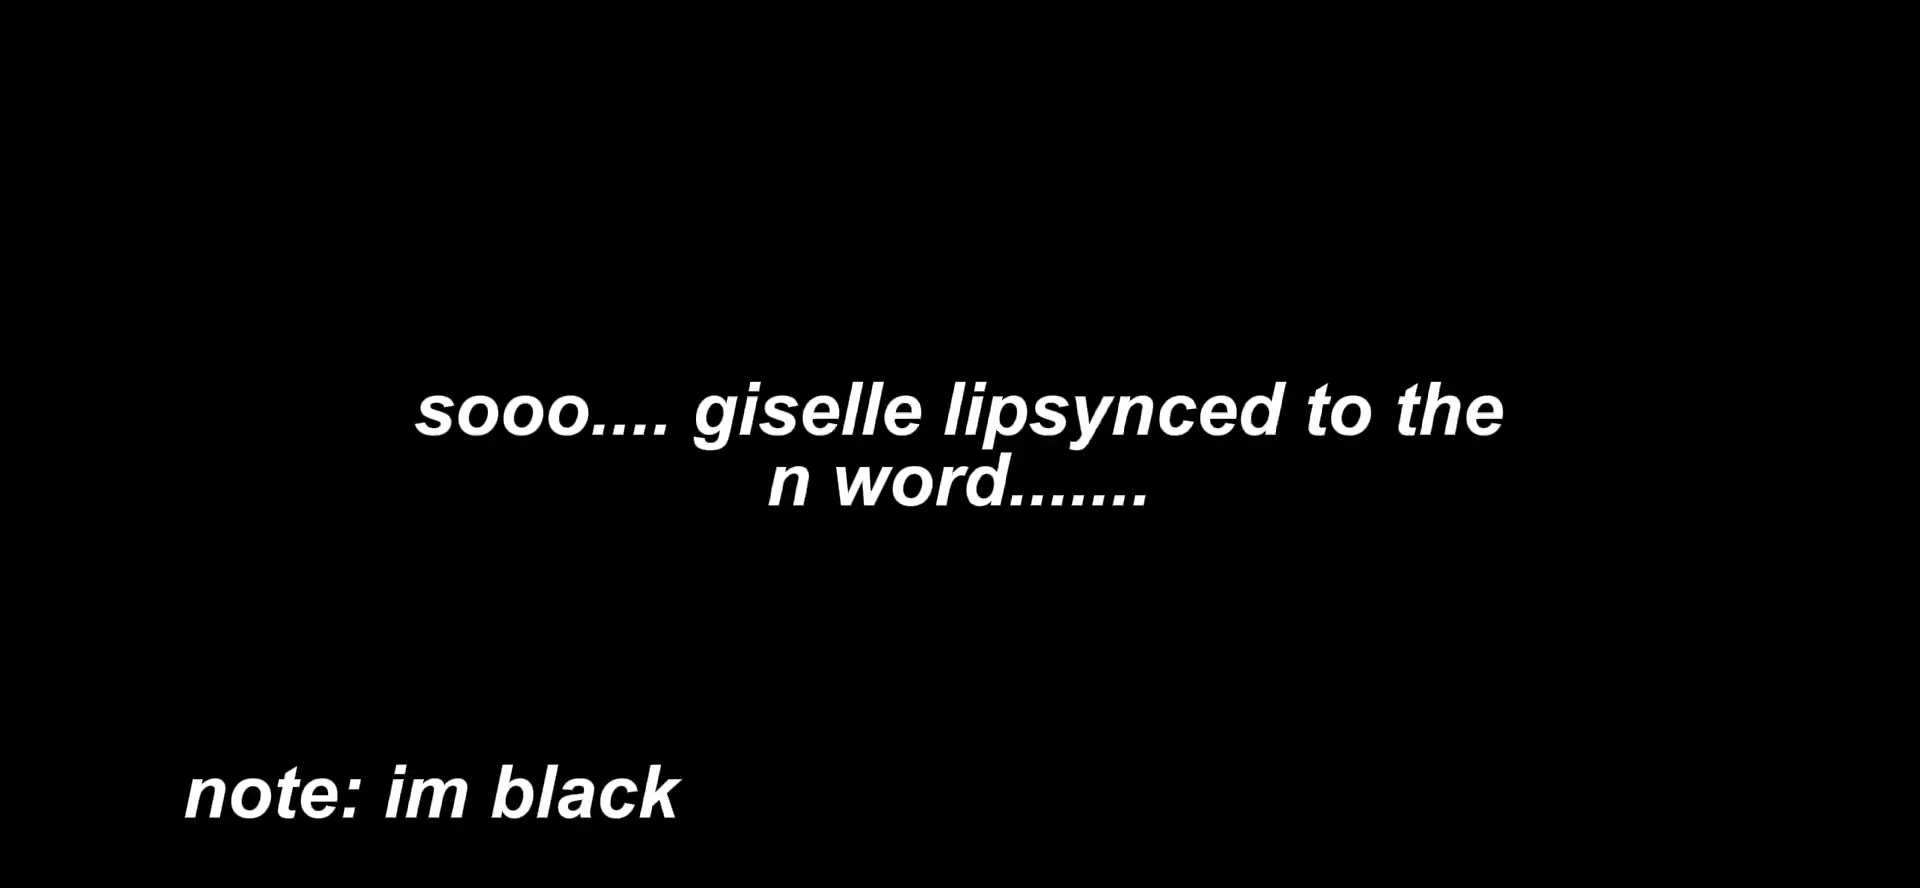 sooo.... giselle lipsynced to the
n word.......
note: im black